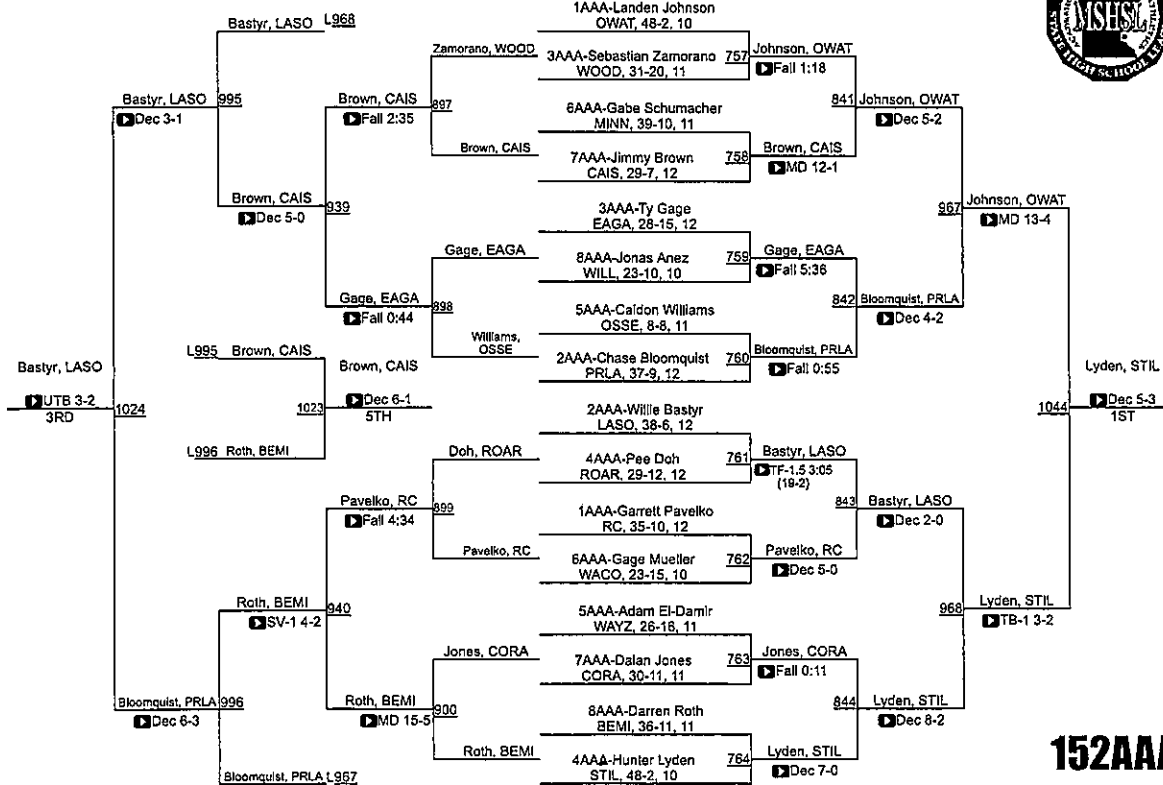 MSHSL
STATE HIGH SCHOOL LEAGUE
Bastyr, LASO L968
Bastyr, LASO 995
Dec 3-1
Brown, CAIS
Dec 5-0
939
Brown, CAIS
Fall 2:35
897
Zamorano, WOOD
Brown, CAIS
Gage, EAGA
Fall 0:44
898
Gage, EAGA
Williams,
OSSE
Bastyr, LASO
UTB 3-2
3RD
1024
L995 Brown, CAIS
L996 Roth, BEMI
1023
Brown, CAIS
Dec 6-1
5TH
Pavelko, RC
Fall 4:34
899
Doh, ROAR
Pavelko, RC
Roth, BEMI
SV-1 4-2
940
Roth, BEMI
MD 15-5
900
Jones, CORA
Roth, BEMI
Bloomquist, PRLA 996
Dec 6-3
Bloomquist, PRLA L967
1AAA-Landen Johnson
OWAT, 48-2, 10
3AAA-Sebastian Zamorano
WOOD, 31-20, 11
757
6AAA-Gabe Schumacher
MINN, 39-10, 11
7AAA-Jimmy Brown
CAIS, 29-7, 12
758
3AAA-Ty Gage
EAGA, 28-15, 12
8AAA-Jonas Anez
WILL, 23-10, 10
759
5AAA-Caidon Williams
OSSE, 8-8, 11
2AAA-Chase Bloomquist
PRLA, 37-9, 12
760
2AAA-Willie Bastyr
LASO, 38-6, 12
4AAA-Pee Doh
ROAR, 29-12, 12
761
1AAA-Garrett Pavelko
RC, 35-10, 12
6AAA-Gage Mueller
WACO, 23-15, 10
762
5AAA-Adam El-Damir
WAYZ, 26-16, 11
7AAA-Dalan Jones
CORA, 30-11, 11
763
8AAA-Darren Roth
BEMI, 36-11, 11
4AAA-Hunter Lyden
STIL, 48-2, 10
764
Johnson, OWAT
Fall 1:18
Brown, CAIS
MD 12-1
Gage, EAGA
Fall 5:36
Bloomquist, PRLA
Fall 0:55
Bastyr, LASO
TF-1.5 3:05
(19-2)
Pavelko, RC
Dec 5-0
Jones, CORA
Fall 0:11
Lyden, STIL
Dec 7-0
841 Johnson, OWAT
Dec 5-2
842 Bloomquist, PRLA
Dec 4-2
843 Bastyr, LASO
Dec 2-0
844 Lyden, STIL
Dec 8-2
967 Johnson, OWAT
MD 13-4
968 Lyden, STIL
TB-1 3-2
1044
Lyden, STIL
Dec 5-3
1ST
152AAA